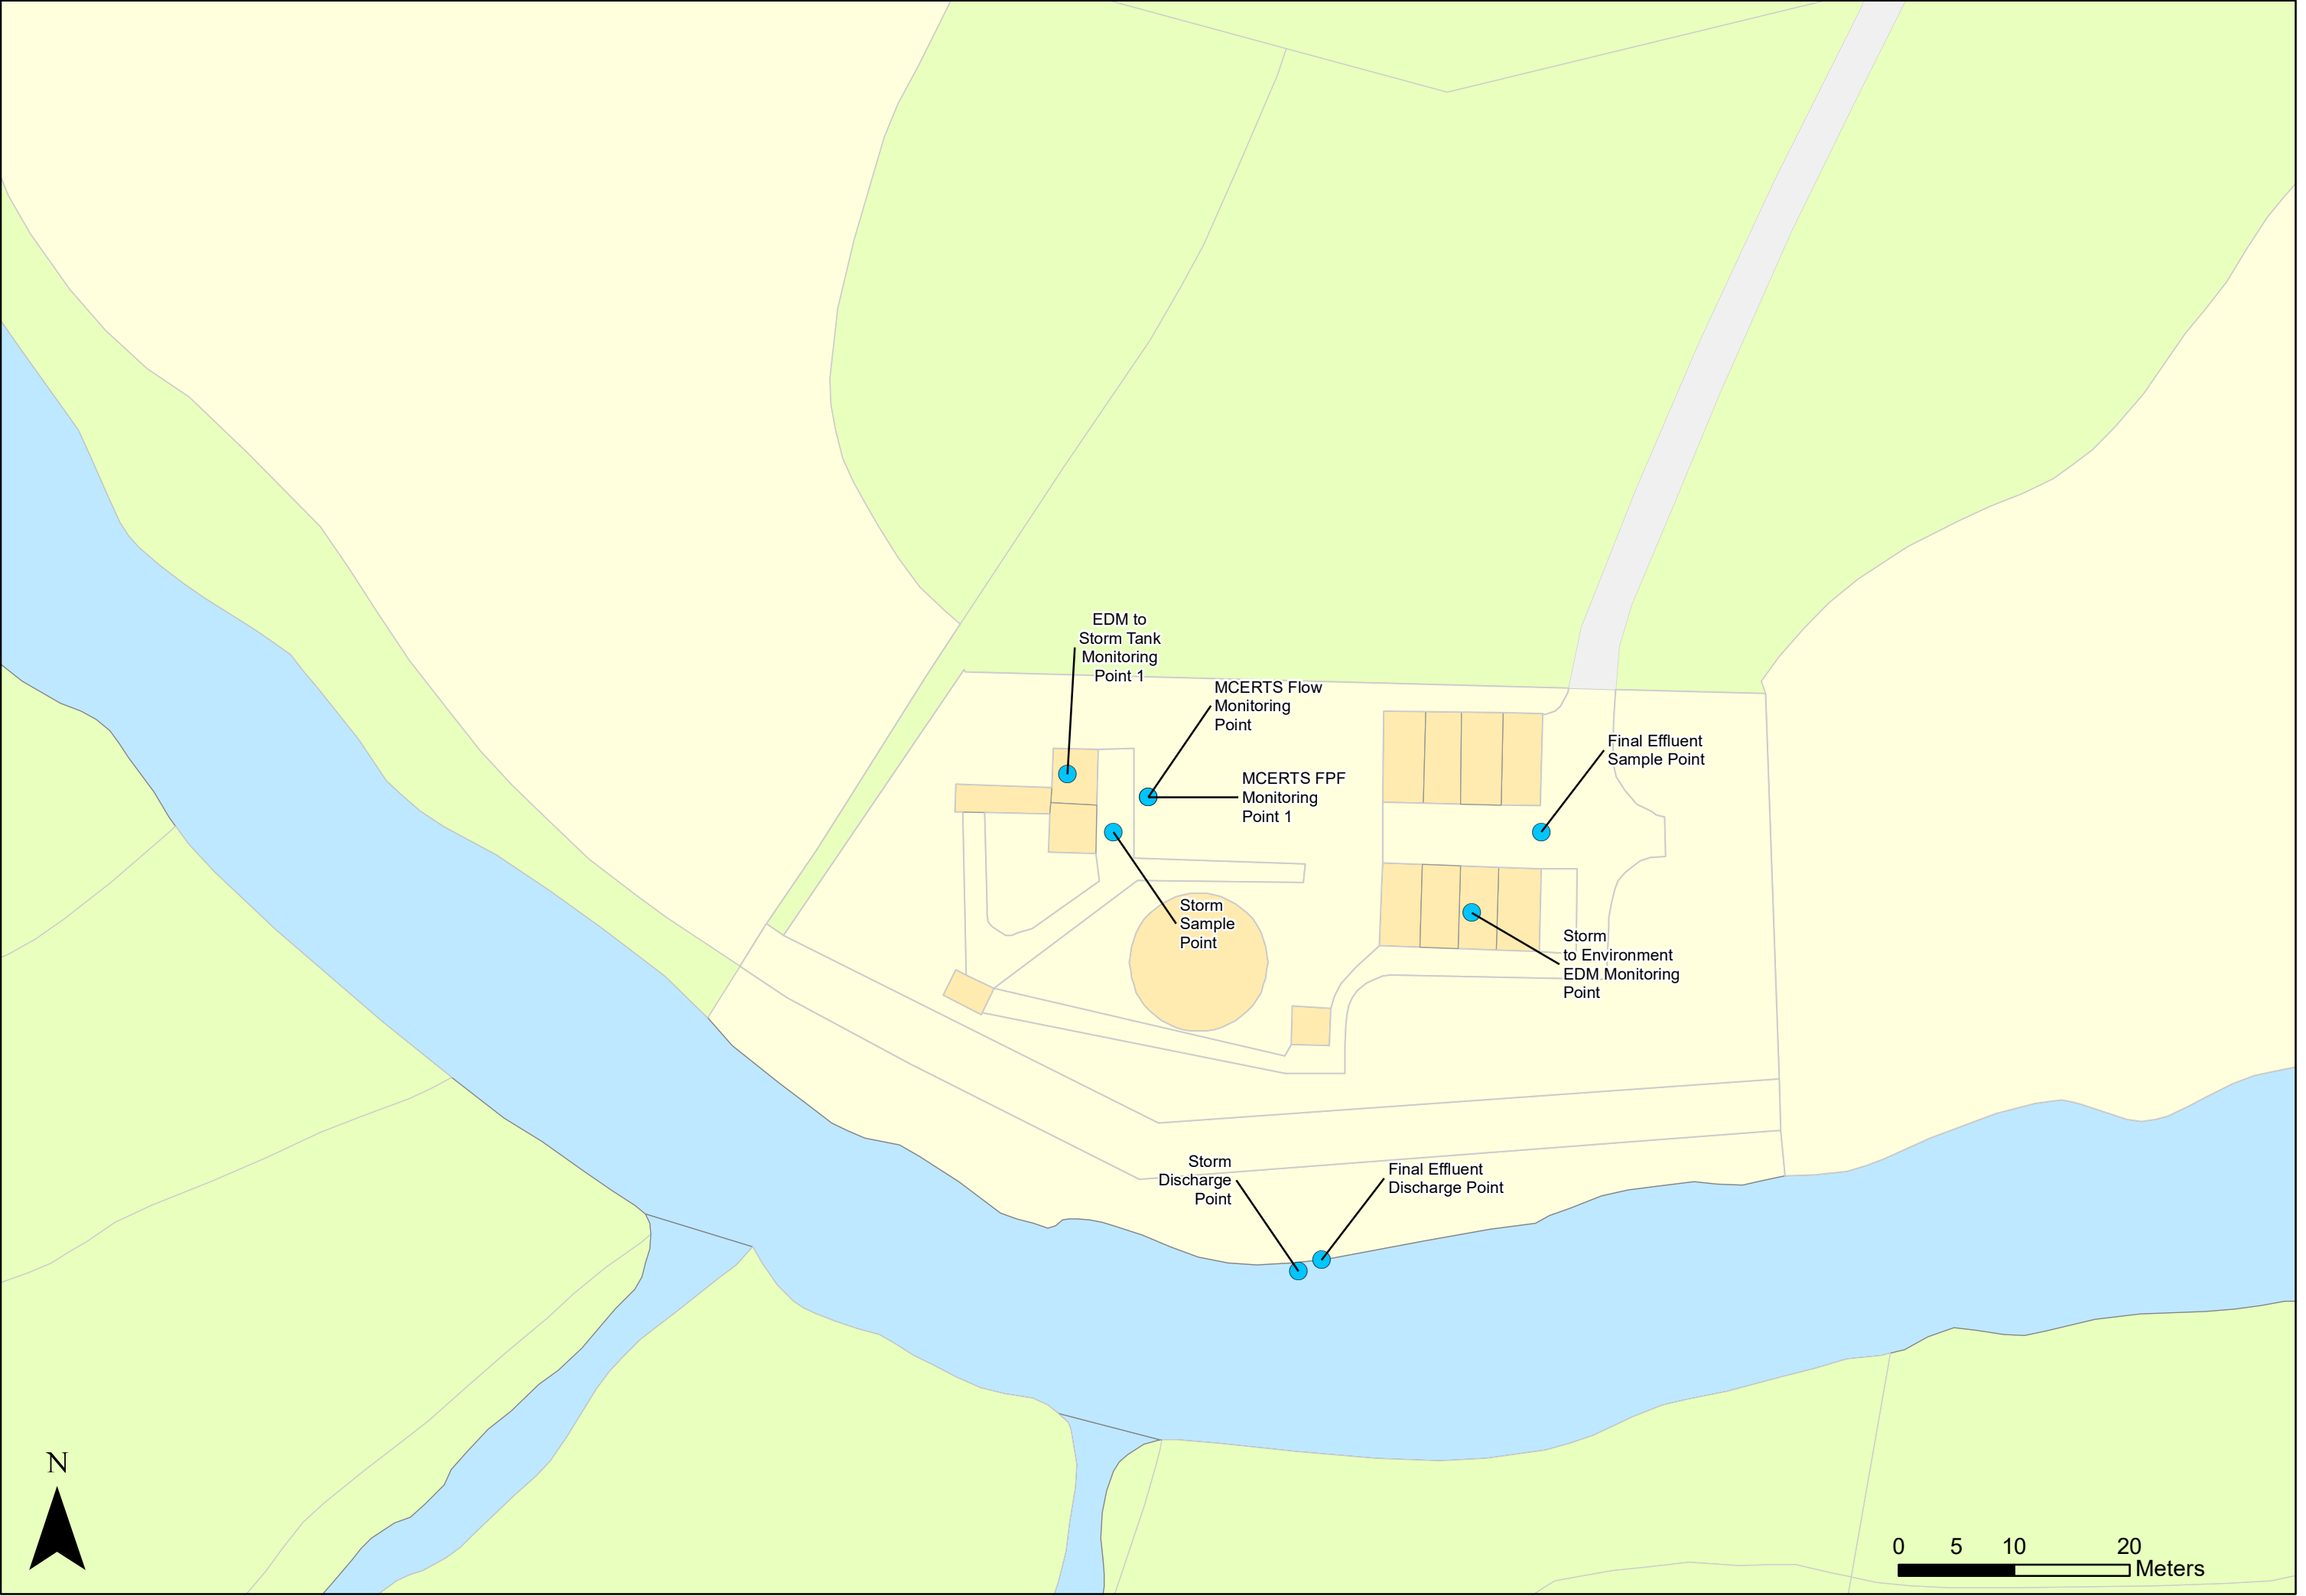 EDM to
Storm Tank
Monitoring
Point 1
MCERTS Flow
Monitoring
Point
MCERTS FPF
Monitoring
Point 1
Final Effluent
Sample Point
Storm
Sample
Point
Storm
to Environment
EDM Monitoring
Point
Storm
Discharge
Point
Final Effluent
Discharge Point
N
0 5 10 20
Meters